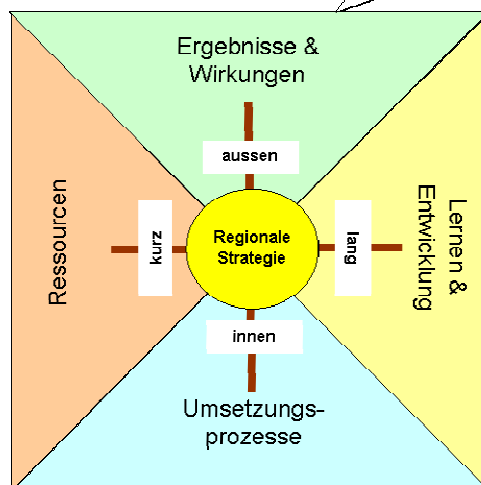 Ergebnisse &
Wirkungen
aussen
Ressourcen
kurz
Regionale
Strategie
lang
Lernen &
Entwicklung
innen
Umsetzungs-
prozesse